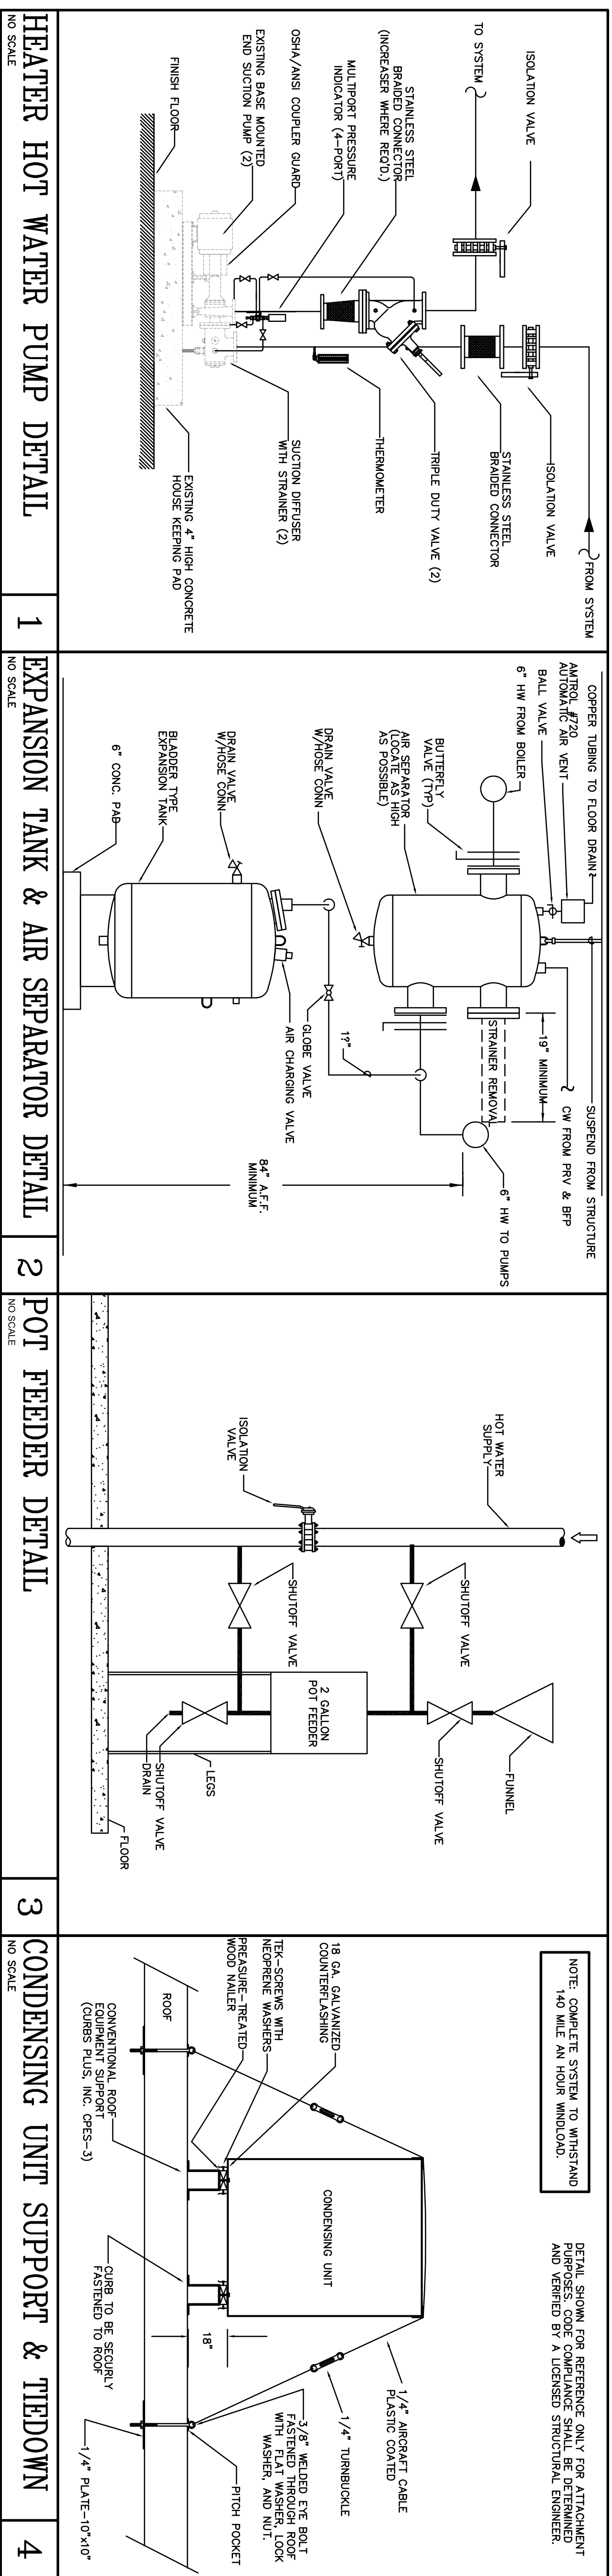 TO SYSTEM
ISOLATION VALVE
STAINLESS STEEL
BRAIDED CONNECTOR
(INCREASER WHERE REQ'D.)
MULTIPORT PRESSURE
INDICATOR (4-PORT)
OSHA/ANSI COUPLER GUARD
EXISTING BASE MOUNTED
END SUCTION PUMP (2)
FINISH FLOOR
FROM SYSTEM
ISOLATION VALVE
STAINLESS STEEL
BRAIDED CONNECTOR
TRIPLE DUTY VALVE (2)
THERMOMETER
SUCTION DIFFUSER
WITH STRAINER (2)
EXISTING 4" HIGH CONCRETE
HOUSE KEEPING PAD
HEATER HOT WATER PUMP DETAIL
NO SCALE
1
COPPER TUBING TO FLOOR DRAIN
AMTROL #720
AUTOMATIC AIR VENT
BALL VALVE
6" HW FROM BOILER
BUTTERFLY
VALVE (TYP)
AIR SEPARATOR
(LOCATE AS HIGH
AS POSSIBLE)
DRAIN VALVE
W/HOSE CONN
DRAIN VALVE
W/HOSE CONN
BLADDER TYPE
EXPANSION TANK
6" CONC. PAD
SUSPEND FROM STRUCTURE
CW FROM PRV & BFP
19" MINIMUM
STRAINER REMOVAL
6" HW TO PUMPS
1?"
GLOBE VALVE
AIR CHARGING VALVE
84" A.F.F.
MINIMUM
EXPANSION TANK & AIR SEPARATOR DETAIL
NO SCALE
2
HOT WATER
SUPPLY
ISOLATION
VALVE
SHUTOFF VALVE
SHUTOFF VALVE
FUNNEL
SHUTOFF VALVE
2 GALLON
POT FEEDER
LEGS
SHUTOFF VALVE
DRAIN
FLOOR
POT FEEDER DETAIL
NO SCALE
3
NOTE: COMPLETE SYSTEM TO WITHSTAND
140 MILE AN HOUR WINDLOAD.
DETAIL SHOWN FOR REFERENCE ONLY FOR ATTACHMENT
PURPOSES. CODE COMPLIANCE SHALL BE DETERMINED
AND VERIFIED BY A LICENSED STRUCTURAL ENGINEER.
18 GA. GALVANIZED
COUNTERFLASHING
TEK-SCREWS WITH
NEOPRENE WASHERS
PREASURE-TREATED
WOOD NAILER
ROOF
CONVENTIONAL ROOF
EQUIPMENT SUPPORT
(CURBS PLUS, INC. CPES-3)
CONDENSING UNIT
1/4" AIRCRAFT CABLE
PLASTIC COATED
1/4" TURNBUCKLE
3/8" WELDED EYE BOLT
FASTENED THROUGH ROOF
WITH FLAT WASHER, LOCK
WASHER, AND NUT.
18"
PITCH POCKET
CURB TO BE SECURLY
FASTENED TO ROOF
1/4" PLATE-10"x10"
CONDENSING UNIT SUPPORT & TIEDOWN
NO SCALE
4